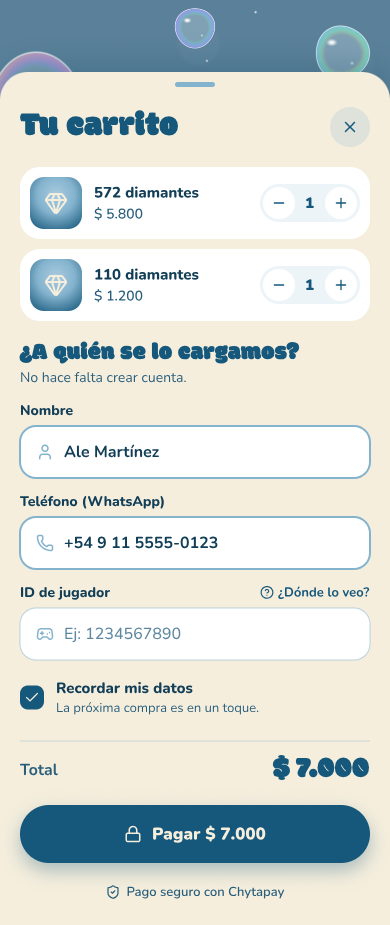 Tu carrito
572 diamantes
$ 5.800
1
110 diamantes
$ 1.200
1
¿A quién se lo cargamos?
No hace falta crear cuenta.
Nombre
Ale Martínez
Teléfono (WhatsApp)
+54 9 11 5555-0123
ID de jugador
¿Dónde lo veo?
Ej: 1234567890
Recordar mis datos
La próxima compra es en un toque.
Total
$ 7.000
Pagar $ 7.000
Pago seguro con Chytapay